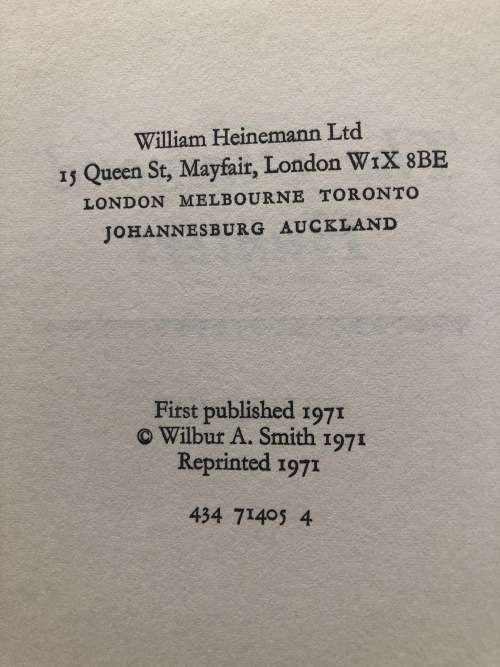 William Heinemann Ltd
15 Queen St, Mayfair, London W1X 8BE
LONDON MELBOURNE TORONTO
JOHANNESBURG AUCKLAND
First published 1971
© Wilbur A. Smith 1971
Reprinted 1971
434 71405 4